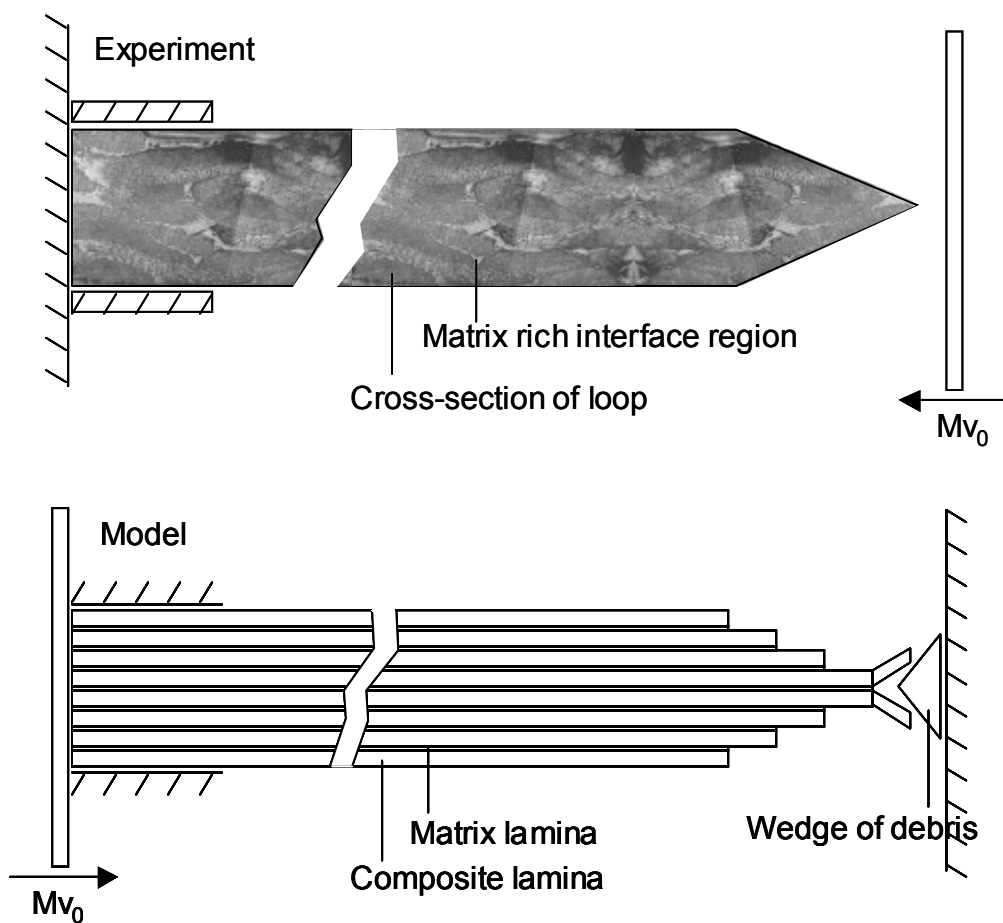 Experiment
Matrix rich interface region
Cross-section of loop
Mv₀
Model
Matrix lamina
Wedge of debris
Composite lamina
Mv₀